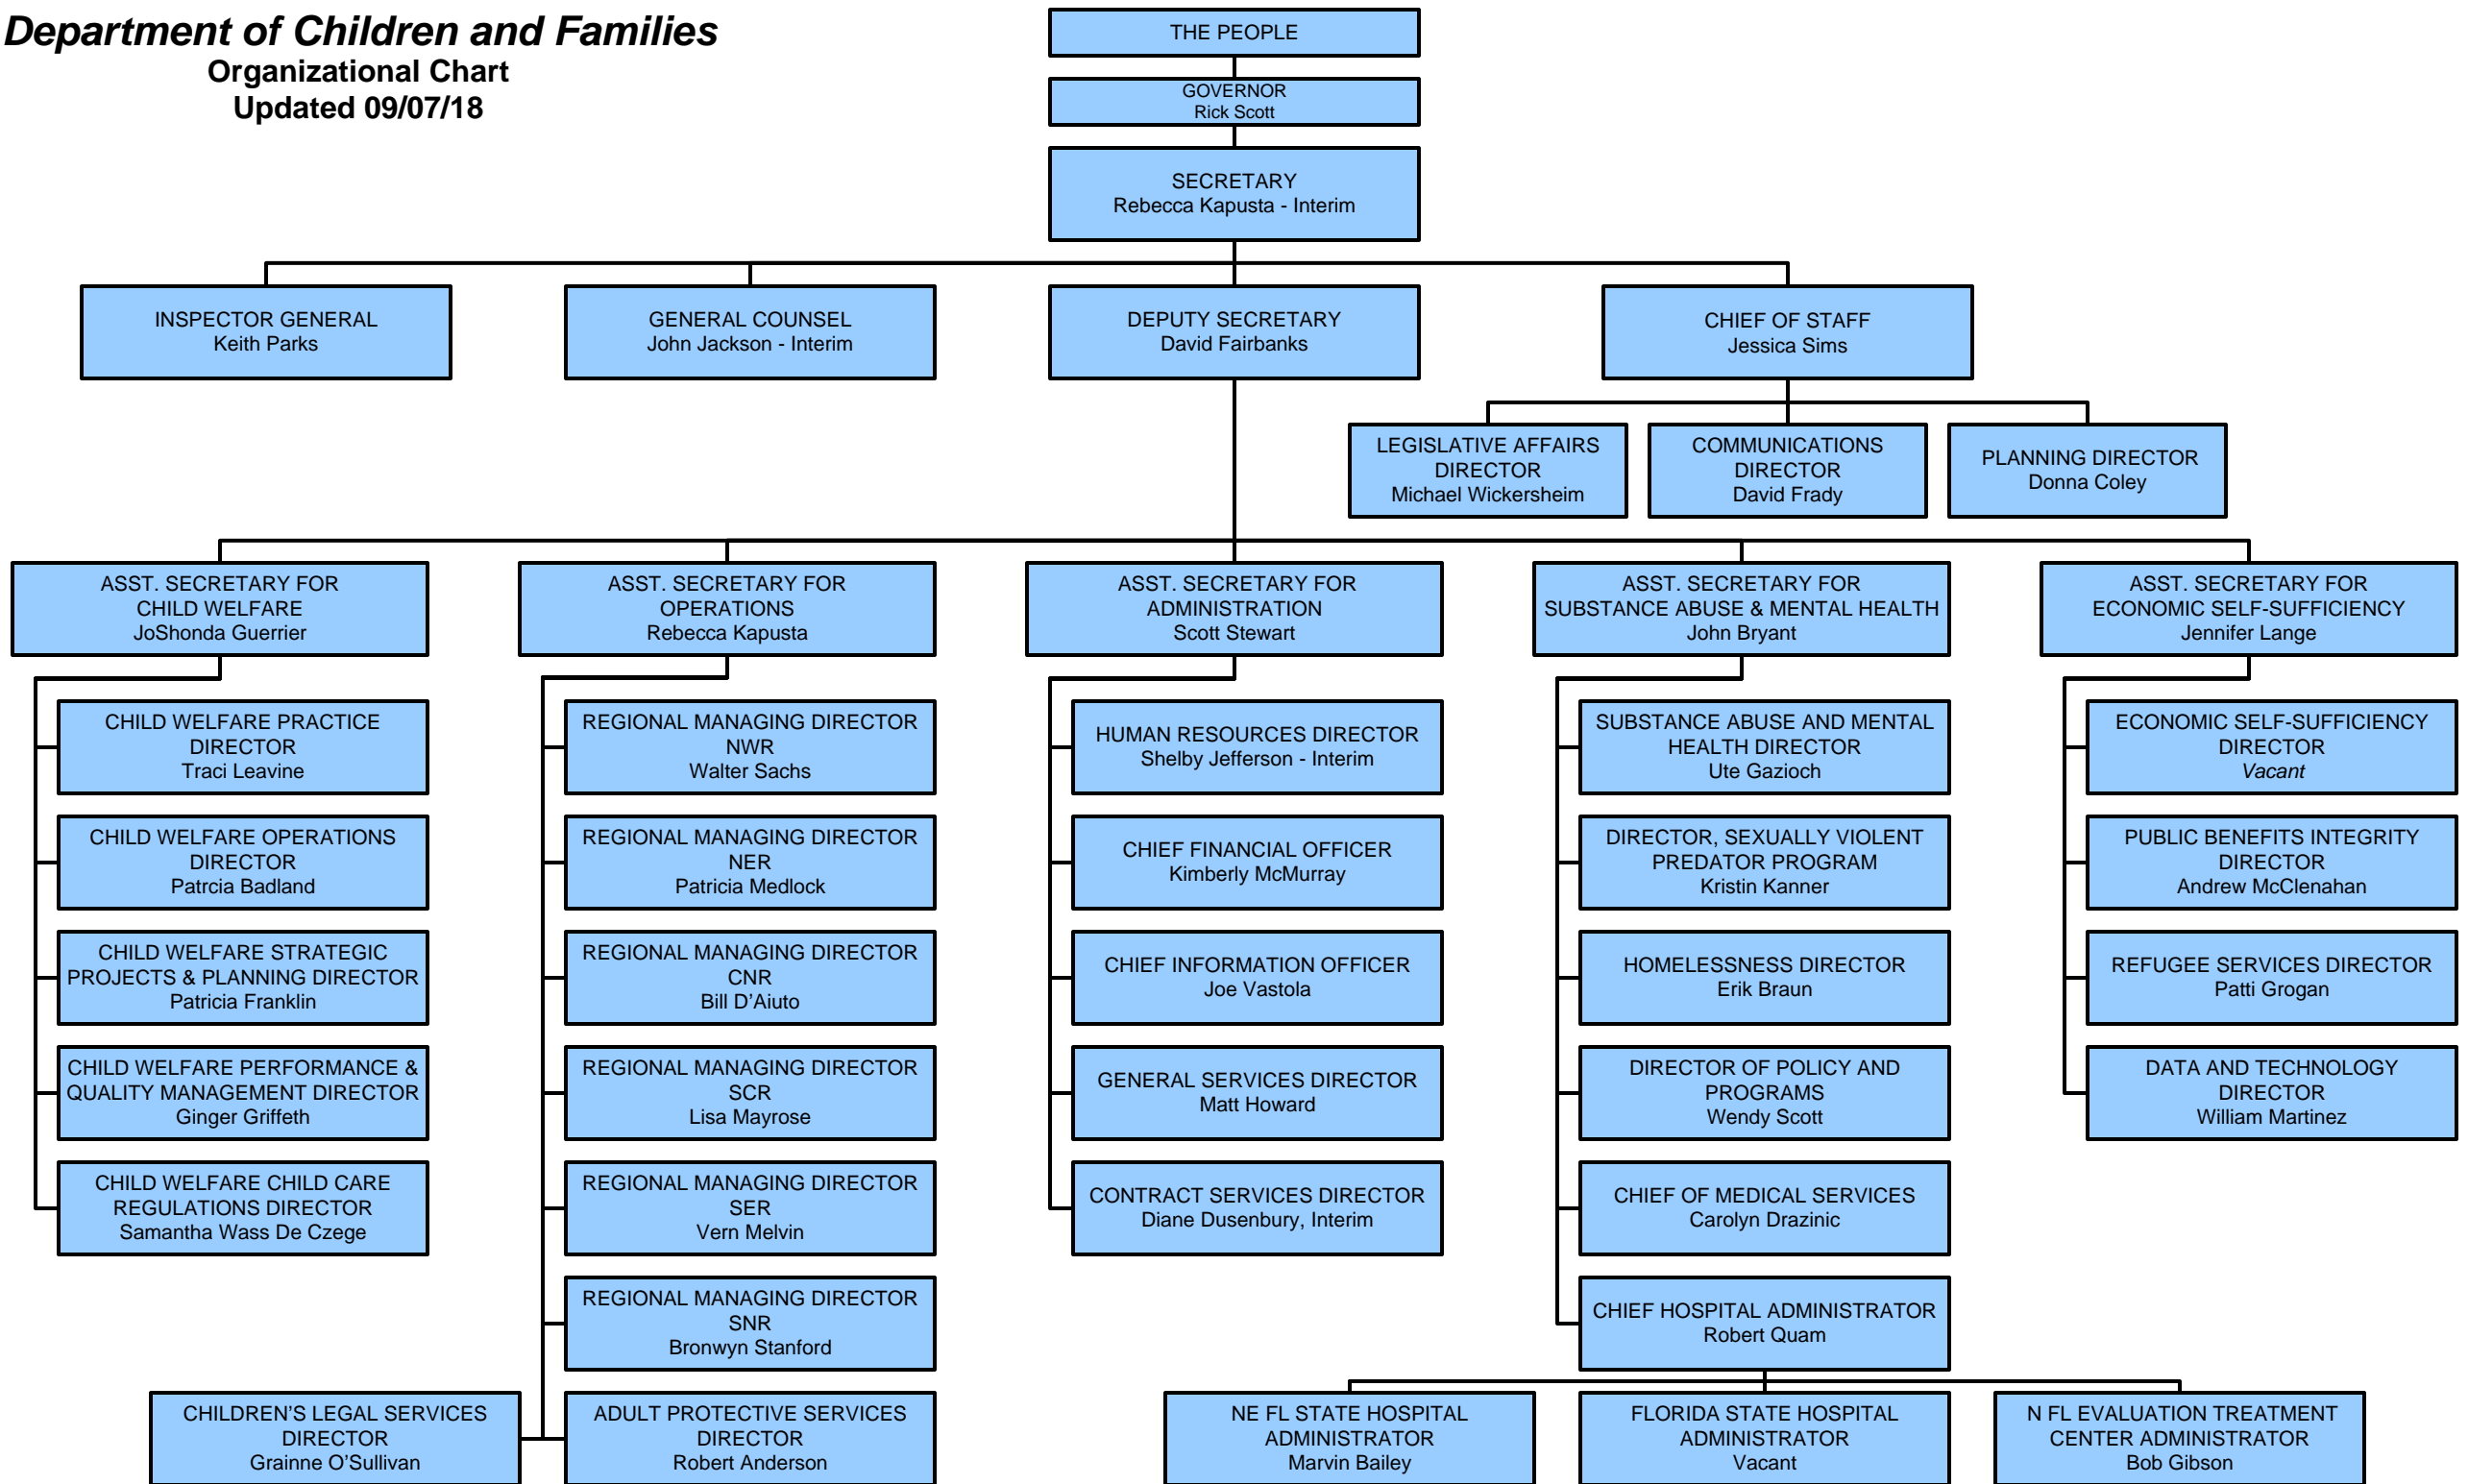 Department of Children and Families
Organizational Chart
Updated 09/07/18
THE PEOPLE
GOVERNOR
Rick Scott
SECRETARY
Rebecca Kapusta - Interim
INSPECTOR GENERAL
Keith Parks
GENERAL COUNSEL
John Jackson - Interim
DEPUTY SECRETARY
David Fairbanks
CHIEF OF STAFF
Jessica Sims
LEGISLATIVE AFFAIRS
DIRECTOR
Michael Wickersheim
COMMUNICATIONS
DIRECTOR
David Frady
PLANNING DIRECTOR
Donna Coley
ASST. SECRETARY FOR
CHILD WELFARE
JoShonda Guerrier
ASST. SECRETARY FOR
OPERATIONS
Rebecca Kapusta
ASST. SECRETARY FOR
ADMINISTRATION
Scott Stewart
ASST. SECRETARY FOR
SUBSTANCE ABUSE & MENTAL HEALTH
John Bryant
ASST. SECRETARY FOR
ECONOMIC SELF-SUFFICIENCY
Jennifer Lange
CHILD WELFARE PRACTICE
DIRECTOR
Traci Leavine
CHILD WELFARE OPERATIONS
DIRECTOR
Patrcia Badland
CHILD WELFARE STRATEGIC
PROJECTS & PLANNING DIRECTOR
Patricia Franklin
CHILD WELFARE PERFORMANCE &
QUALITY MANAGEMENT DIRECTOR
Ginger Griffeth
CHILD WELFARE CHILD CARE
REGULATIONS DIRECTOR
Samantha Wass De Czege
REGIONAL MANAGING DIRECTOR
NWR
Walter Sachs
REGIONAL MANAGING DIRECTOR
NER
Patricia Medlock
REGIONAL MANAGING DIRECTOR
CNR
Bill D'Aiuto
REGIONAL MANAGING DIRECTOR
SCR
Lisa Mayrose
REGIONAL MANAGING DIRECTOR
SER
Vern Melvin
REGIONAL MANAGING DIRECTOR
SNR
Bronwyn Stanford
CHILDREN'S LEGAL SERVICES
DIRECTOR
Grainne O'Sullivan
ADULT PROTECTIVE SERVICES
DIRECTOR
Robert Anderson
HUMAN RESOURCES DIRECTOR
Shelby Jefferson - Interim
CHIEF FINANCIAL OFFICER
Kimberly McMurray
CHIEF INFORMATION OFFICER
Joe Vastola
GENERAL SERVICES DIRECTOR
Matt Howard
CONTRACT SERVICES DIRECTOR
Diane Dusenbury, Interim
SUBSTANCE ABUSE AND MENTAL
HEALTH DIRECTOR
Ute Gazioch
DIRECTOR, SEXUALLY VIOLENT
PREDATOR PROGRAM
Kristin Kanner
HOMELESSNESS DIRECTOR
Erik Braun
DIRECTOR OF POLICY AND
PROGRAMS
Wendy Scott
CHIEF OF MEDICAL SERVICES
Carolyn Drazinic
CHIEF HOSPITAL ADMINISTRATOR
Robert Quam
NE FL STATE HOSPITAL
ADMINISTRATOR
Marvin Bailey
FLORIDA STATE HOSPITAL
ADMINISTRATOR
Vacant
N FL EVALUATION TREATMENT
CENTER ADMINISTRATOR
Bob Gibson
ECONOMIC SELF-SUFFICIENCY
DIRECTOR
Vacant
PUBLIC BENEFITS INTEGRITY
DIRECTOR
Andrew McClenahan
REFUGEE SERVICES DIRECTOR
Patti Grogan
DATA AND TECHNOLOGY
DIRECTOR
William Martinez